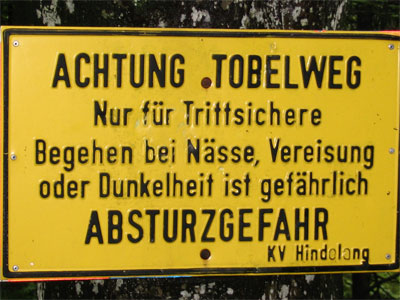 ACHTUNG TOBELWEG
Nur für Trittsichere
Begehen bei Nässe, Vereisung
oder Dunkelheit ist gefährlich
ABSTURZGEFAHR
KV Hindelang